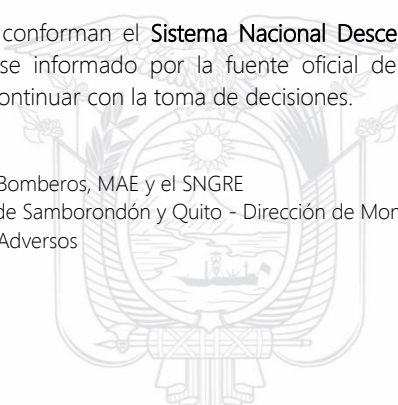 conforman el Sistema Nacional Desce
se informado por la fuente oficial de
ontinuar con la toma de decisiones.
Bomberos, MAE y el SNGRE
de Samborondón y Quito - Dirección de Mon
Adversos